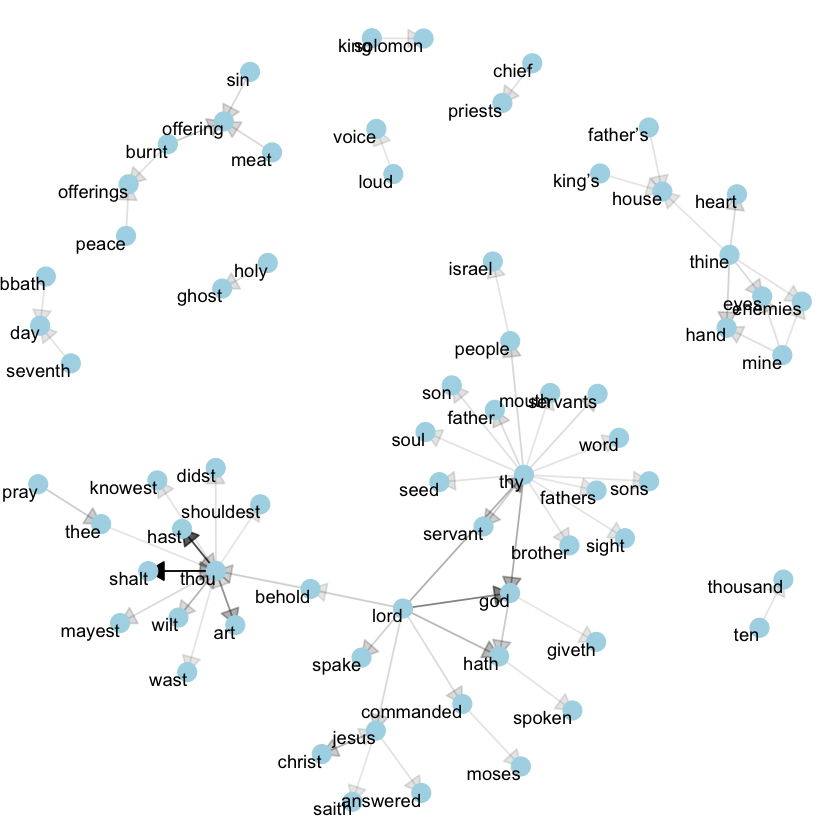 king
solomon
chief
sin
priests
offering
voice
father's
burnt
meat
loud
king's
offerings
house
heart
peace
thine
israel
holy
bbath
ghost
eyes
enemies
day
hand
people
mine
seventh
son
mouth
servants
father
soul
word
didst
pray
knowest
thy
seed
fathers
sons
shouldest
thee
servant
hast
sight
brother
shalt
thou
thousand
behold
god
lord
mayest
wilt
art
ten
giveth
spake
hath
wast
commanded
spoken
jesus
christ
moses
saith
answered